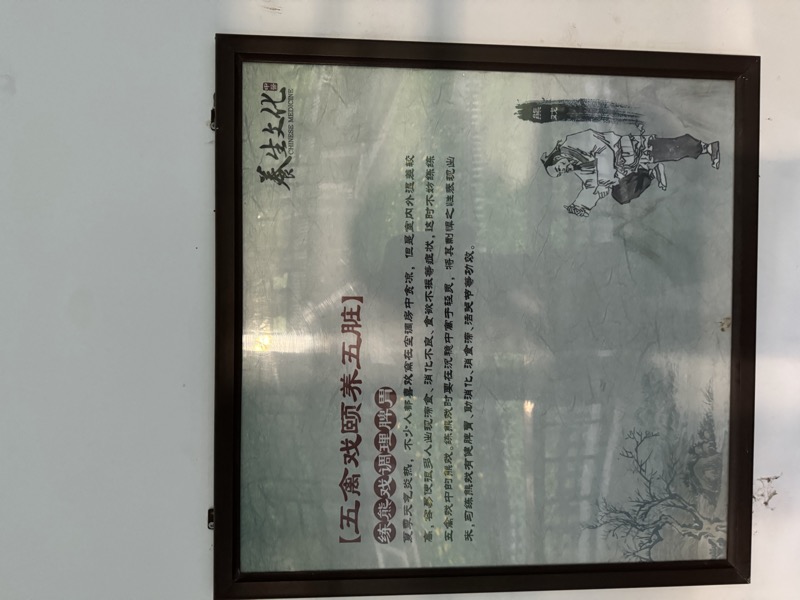 养生文化
CHINESE MEDICINE
【五禽戏颐养五脏】
练熊戏调理脾胃
夏季天气炎热，不少人都喜欢窝在空调房中贪凉，但是室内外温差较
高，容易使很多人出现滞食、消化不良、食欲不振等症状，这时不妨练练
五禽戏中的熊戏。练熊戏时要在沉稳中寓于轻灵，将其剽悍之性表现出
来，习练熊戏有健脾胃、助消化、消食滞、活关节等功效。
熊戏